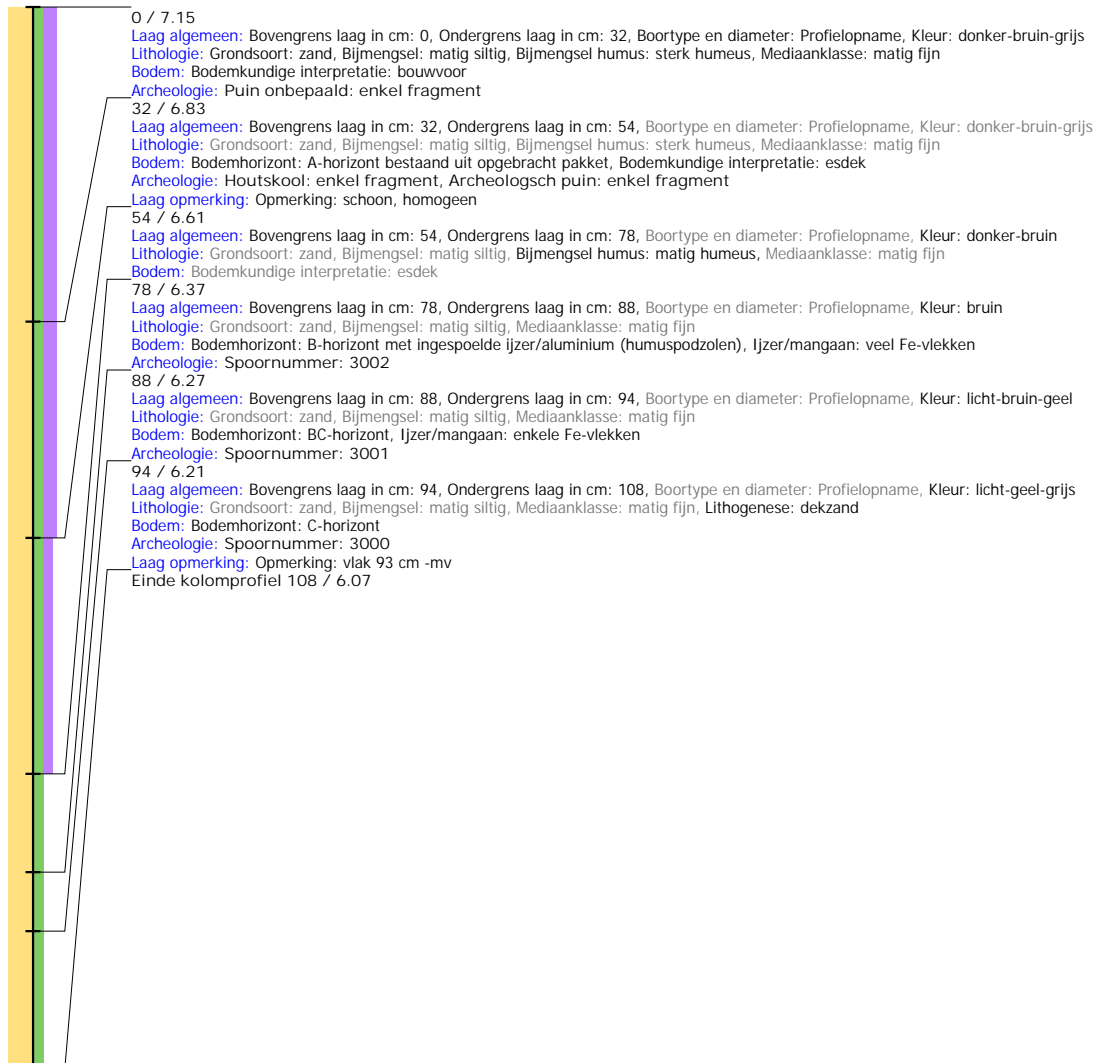 0 / 7.15
Laag algemeen: Bovengrens laag in cm: 0, Ondergrens laag in cm: 32, Boortype en diameter: Profielopname, Kleur: donker-bruin-grijs
Lithologie: Grondsoort: zand, Bijmengsel: matig siltig, Bijmengsel humus: sterk humeus, Mediaanklasse: matig fijn
Bodem: Bodemkundige interpretatie: bouwvoor
Archeologie: Puin onbepaald: enkel fragment
32 / 6.83
Laag algemeen: Bovengrens laag in cm: 32, Ondergrens laag in cm: 54, Boortype en diameter: Profielopname, Kleur: donker-bruin-grijs
Lithologie: Grondsoort: zand, Bijmengsel: matig siltig, Bijmengsel humus: sterk humeus, Mediaanklasse: matig fijn
Bodem: Bodemhorizont: A-horizont bestaand uit opgebracht pakket, Bodemkundige interpretatie: esdek
Archeologie: Houtskool: enkel fragment, Archeologsch puin: enkel fragment
Laag opmerking: Opmerking: schoon, homogeen
54 / 6.61
Laag algemeen: Bovengrens laag in cm: 54, Ondergrens laag in cm: 78, Boortype en diameter: Profielopname, Kleur: donker-bruin
Lithologie: Grondsoort: zand, Bijmengsel: matig siltig, Bijmengsel humus: matig humeus, Mediaanklasse: matig fijn
Bodem: Bodemkundige interpretatie: esdek
78 / 6.37
Laag algemeen: Bovengrens laag in cm: 78, Ondergrens laag in cm: 88, Boortype en diameter: Profielopname, Kleur: bruin
Lithologie: Grondsoort: zand, Bijmengsel: matig siltig, Mediaanklasse: matig fijn
Bodem: Bodemhorizont: B-horizont met ingespoelde ijzer/aluminium (humuspodzolen), Ijzer/mangaan: veel Fe-vlekken
Archeologie: Spoornummer: 3002
88 / 6.27
Laag algemeen: Bovengrens laag in cm: 88, Ondergrens laag in cm: 94, Boortype en diameter: Profielopname, Kleur: licht-bruin-geel
Lithologie: Grondsoort: zand, Bijmengsel: matig siltig, Mediaanklasse: matig fijn
Bodem: Bodemhorizont: BC-horizont, Ijzer/mangaan: enkele Fe-vlekken
Archeologie: Spoornummer: 3001
94 / 6.21
Laag algemeen: Bovengrens laag in cm: 94, Ondergrens laag in cm: 108, Boortype en diameter: Profielopname, Kleur: licht-geel-grijs
Lithologie: Grondsoort: zand, Bijmengsel: matig siltig, Mediaanklasse: matig fijn, Lithogenese: dekzand
Bodem: Bodemhorizont: C-horizont
Archeologie: Spoornummer: 3000
Laag opmerking: Opmerking: vlak 93 cm -mv
Einde kolomprofiel 108 / 6.07